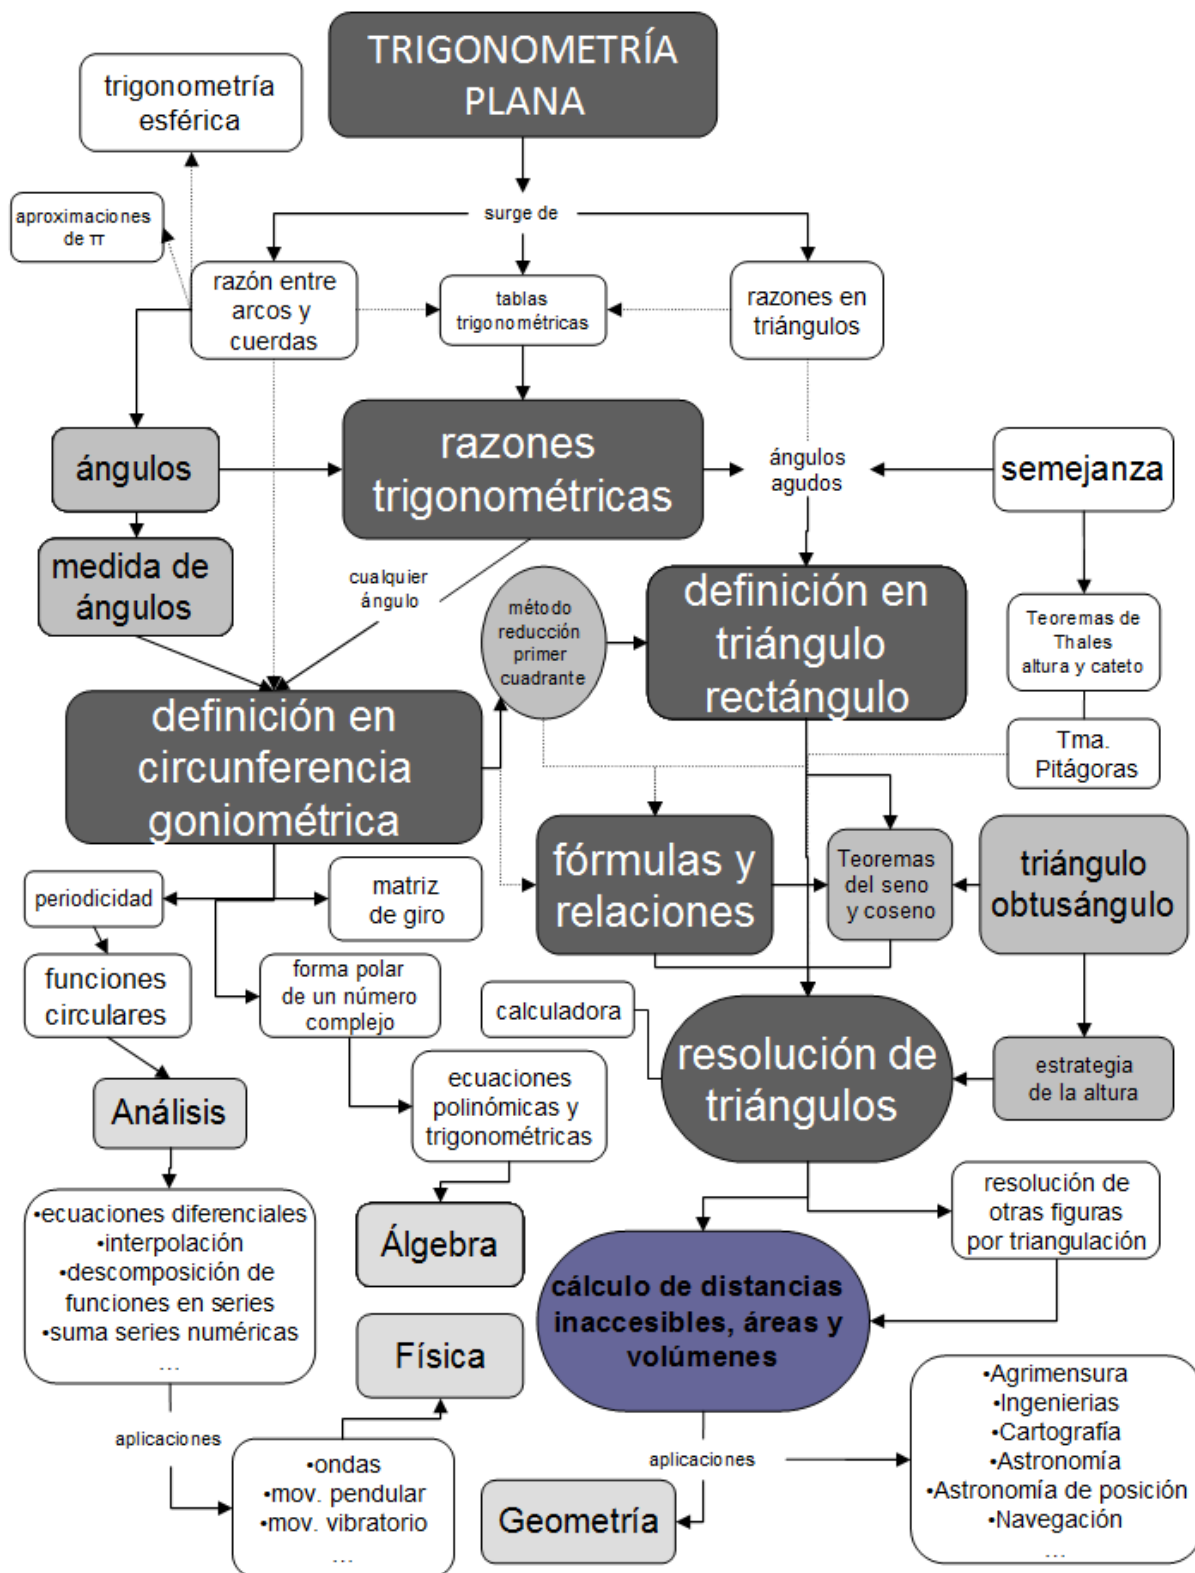 TRIGONOMETRÍA
PLANA
trigonometría
esférica
aproximaciones
de π
surge de
razón entre
arcos y
cuerdas
tablas
trigonométricas
razones en
triángulos
ángulos
razones
trigonométricas
ángulos
agudos
semejanza
medida de
ángulos
cualquier
ángulo
método
reducción
primer
cuadrante
definición en
triángulo
rectángulo
Teoremas de
Thales
altura y cateto
definición en
circunferencia
goniométrica
Tma.
Pitágoras
fórmulas y
relaciones
Teoremas
del seno
y coseno
triángulo
obtusángulo
periodicidad
matriz
de giro
funciones
circulares
forma polar
de un número
complejo
calculadora
resolución de
triángulos
estrategia
de la altura
Análisis
ecuaciones
polinómicas y
trigonométricas
•ecuaciones diferenciales
•interpolación
•descomposición de
funciones en series
•suma series numéricas
...
Álgebra
resolución de
otras figuras
por triangulación
cálculo de distancias
inaccesibles, áreas y
volúmenes
Física
aplicaciones
•ondas
•mov. pendular
•mov. vibratorio
...
aplicaciones
Geometría
•Agrimensura
•Ingenierias
•Cartografía
•Astronomía
•Astronomía de posición
•Navegación
...